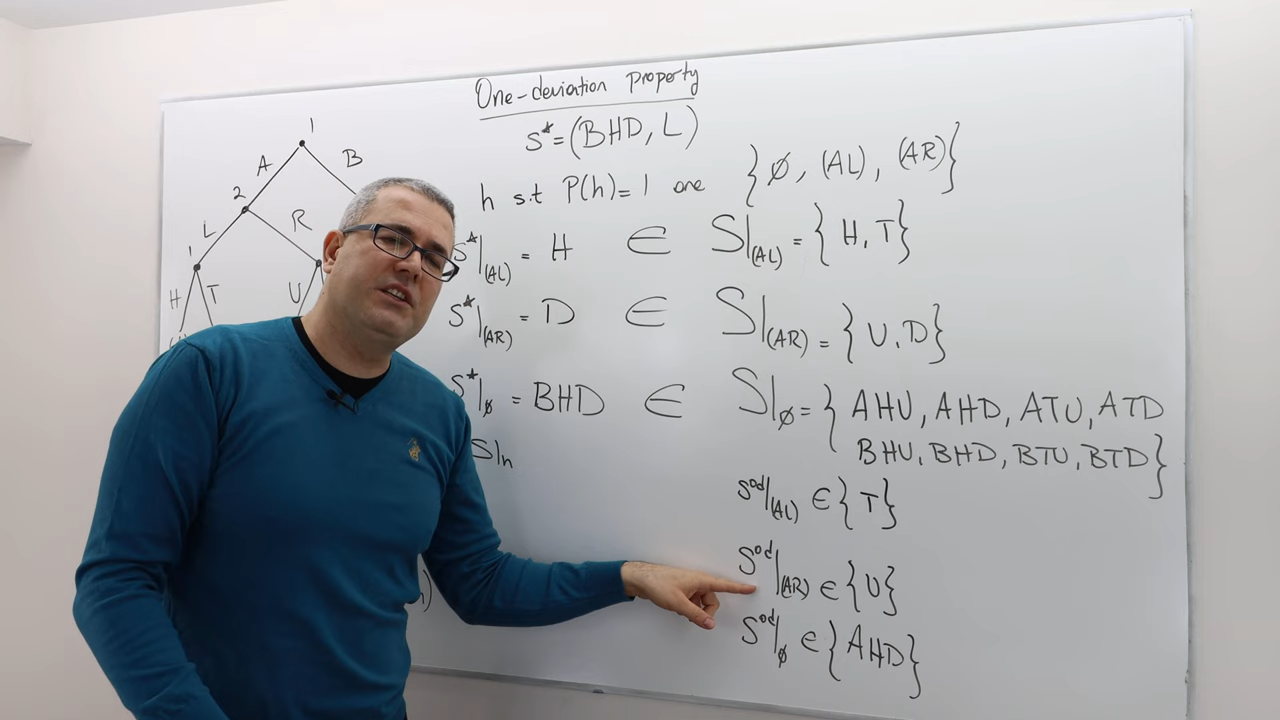 One-deviation property
s*=(BHD, L)
h s.t P(h)=1 are {∅, (AL), (AR)}
s*|(AL) = H ∈ S|(AL) = {H, T}
s*|(AR) = D ∈ S|(AR) = {U, D}
s*|∅ = BHD ∈ S|∅ = {AHU, AHD, ATU, ATD
BHU, BHD, BTU, BTD}
S|h
s^od|(AL) ∈ {T}
s^od|(AR) ∈ {U}
s^od|∅ ∈ {AHD}
1
A B
2
L R
1
H T U